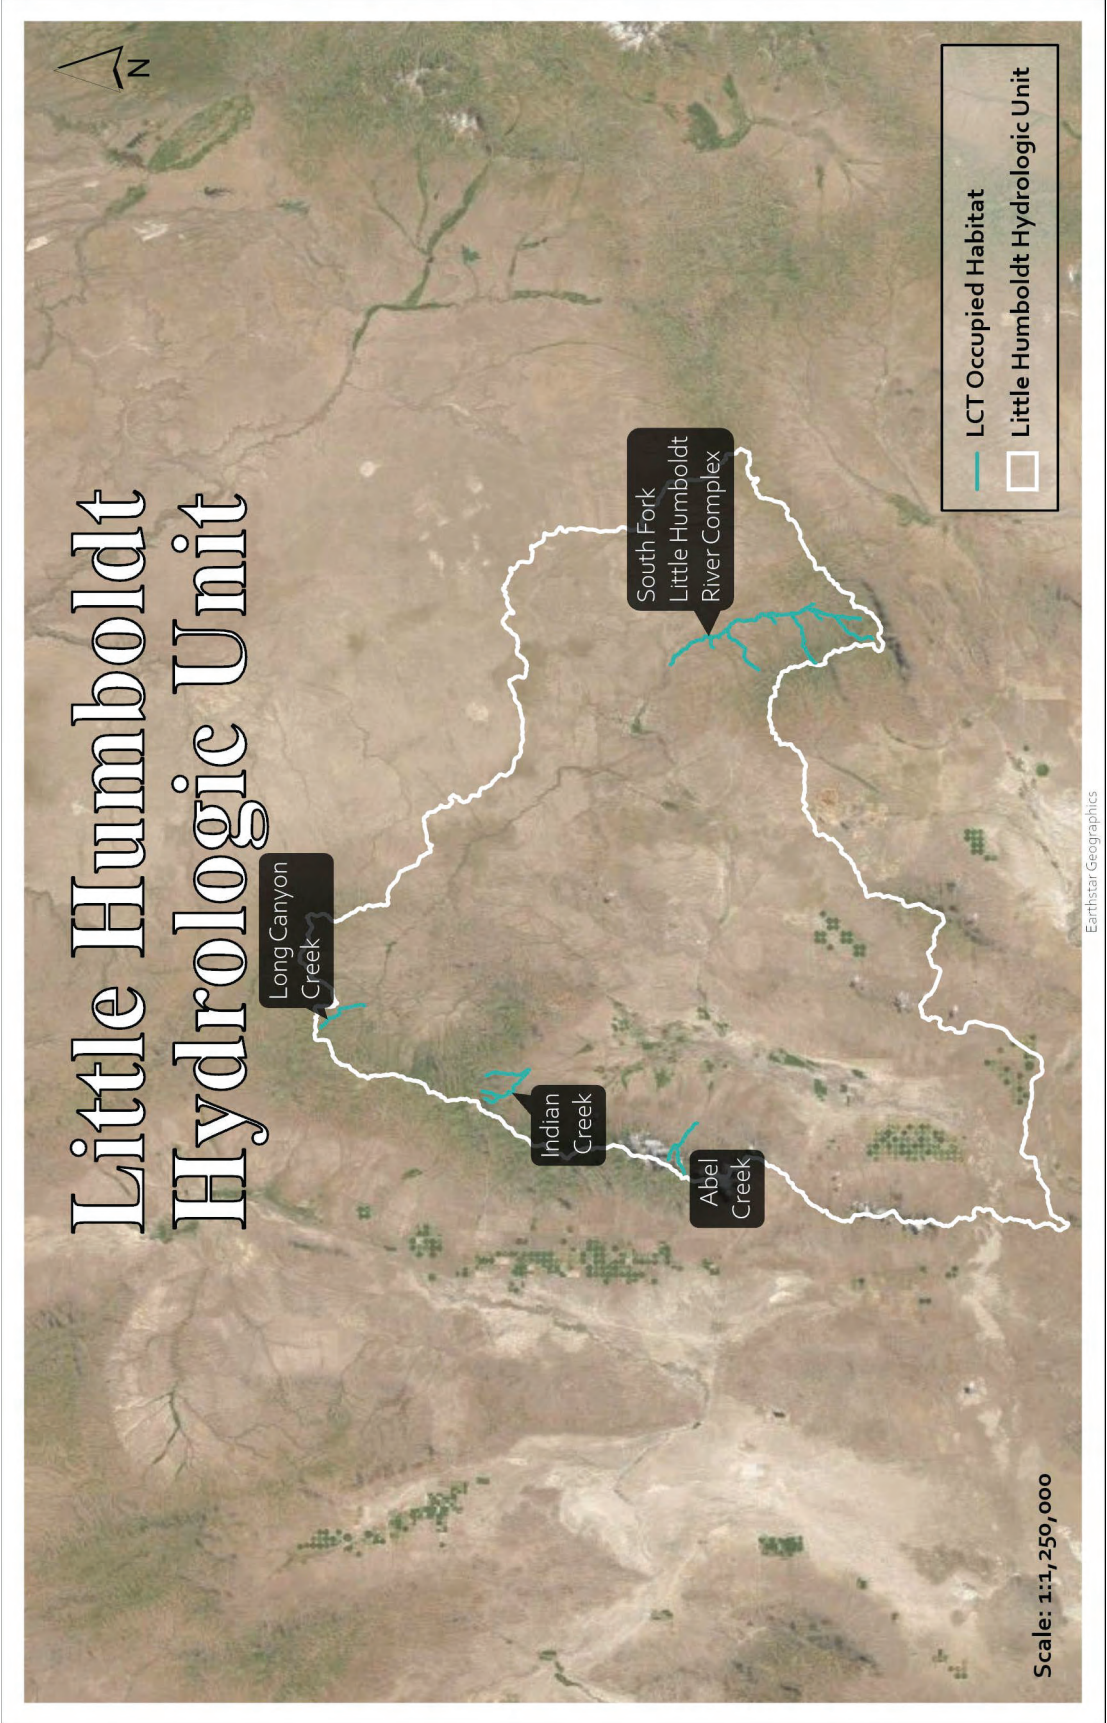 Little Humboldt
Hydrologic Unit
N
Long Canyon
Creek
Indian
Creek
Abel
Creek
South Fork
Little Humboldt
River Complex
LCT Occupied Habitat
Little Humboldt Hydrologic Unit
Scale: 1:1,250,000
Earthstar Geographics